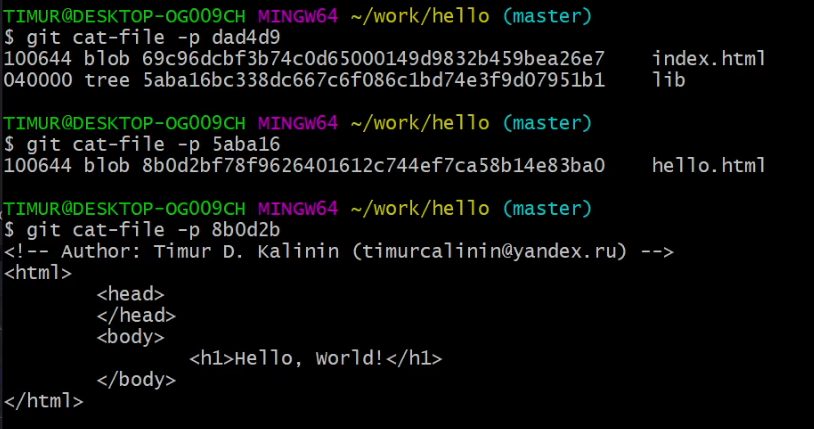 TIMUR@DESKTOP-OG009CH MINGW64 ~/work/hello (master)
$ git cat-file -p dad4d9
100644 blob 69c96dcbf3b74c0d65000149d9832b459bea26e7    index.html
040000 tree 5aba16bc338dc667c6f086c1bd74e3f9d07951b1    lib

TIMUR@DESKTOP-OG009CH MINGW64 ~/work/hello (master)
$ git cat-file -p 5aba16
100644 blob 8b0d2bf78f9626401612c744ef7ca58b14e83ba0    hello.html

TIMUR@DESKTOP-OG009CH MINGW64 ~/work/hello (master)
$ git cat-file -p 8b0d2b
<!-- Author: Timur D. Kalinin (timurcalinin@yandex.ru) -->
<html>
        <head>
        </head>
        <body>
                <h1>Hello, World!</h1>
        </body>
</html>